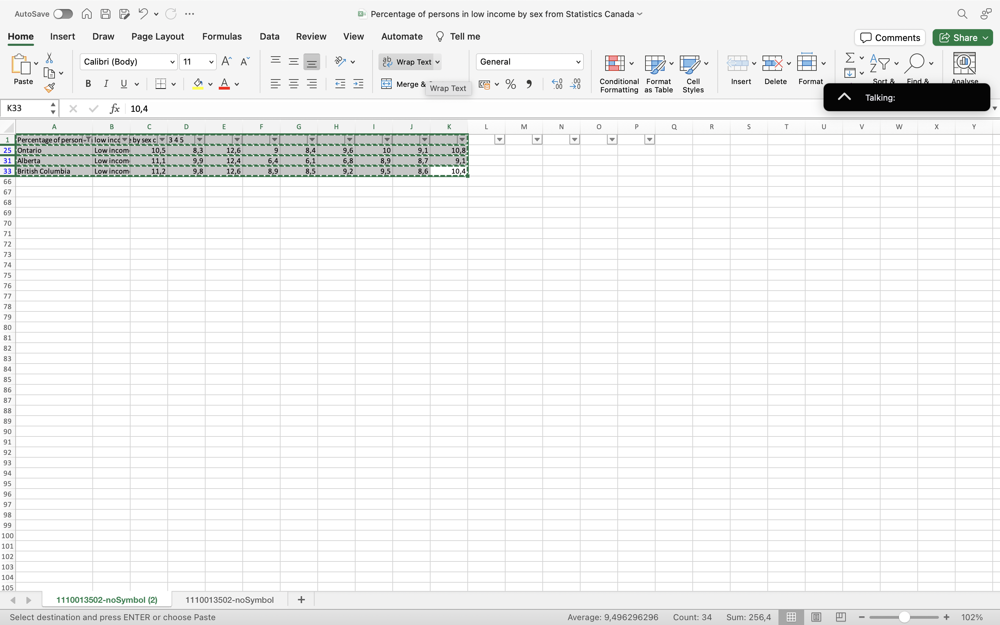 AutoSave
Percentage of persons in low income by sex from Statistics Canada
Home Insert Draw Page Layout Formulas Data Review View Automate Tell me
Comments Share
Paste
Calibri (Body) 11
B I U A
Wrap Text
Merge &
Wrap Text
General
% .00 .00
Conditional Formatting
Format as Table
Cell Styles
Insert Delete Format
Sort & Find & Analyse
Talking:
K33 fx 10,4
A B C D E F G H I J K L M N O P Q R S T U V W X Y
1 Percentage of person low inc e by sex c 3 4 5
25 Ontario Low incom 10,5 8,3 12,6 9 8,4 9,6 10 9,1 10,8
31 Alberta Low incom 11,1 9,9 12,4 6,4 6,1 6,8 8,9 8,7 9,1
33 British Columbia Low incom 11,2 9,8 12,6 8,9 8,5 9,2 9,5 8,6 10,4
66
67
68
69
70
71
72
73
74
75
76
77
78
79
80
81
82
83
84
85
86
87
88
89
90
91
92
93
94
95
96
97
98
99
100
101
102
103
104
105
1110013502-noSymbol (2) 1110013502-noSymbol +
Select destination and press ENTER or choose Paste Average: 9,496296296 Count: 34 Sum: 256,4 102%